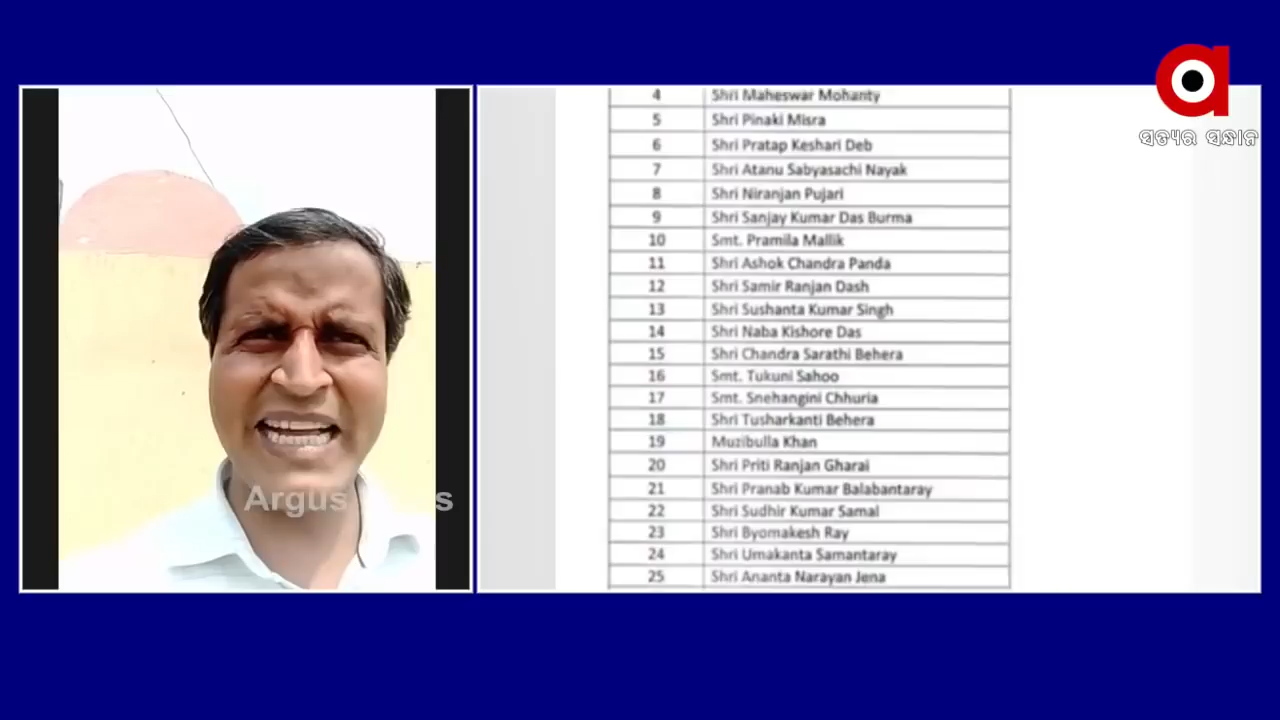 ସତ୍ୟର ସନ୍ଧାନ
4 Shri Maheswar Mohanty
5 Shri Pinaki Misra
6 Shri Pratap Keshari Deb
7 Shri Atanu Sabyasachi Nayak
8 Shri Niranjan Pujari
9 Shri Sanjay Kumar Das Burma
10 Smt. Pramila Mallik
11 Shri Ashok Chandra Panda
12 Shri Samir Ranjan Dash
13 Shri Sushanta Kumar Singh
14 Shri Naba Kishore Das
15 Shri Chandra Sarathi Behera
16 Smt. Tukuni Sahoo
17 Smt. Snehangini Chhuria
18 Shri Tusharkanti Behera
19 Muzibulla Khan
20 Shri Priti Ranjan Gharai
21 Shri Pranab Kumar Balabantaray
22 Shri Sudhir Kumar Samal
23 Shri Byomakesh Ray
24 Shri Umakanta Samantaray
25 Shri Ananta Narayan Jena
Argus